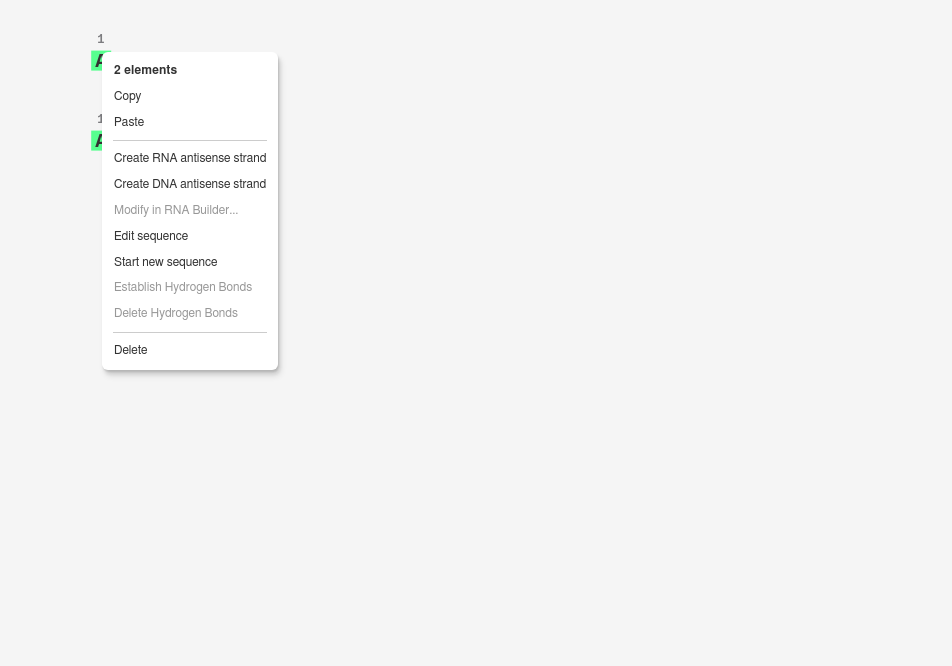 1
A
2 elements
Copy
1
Paste
A
Create RNA antisense strand
Create DNA antisense strand
Modify in RNA Builder...
Edit sequence
Start new sequence
Establish Hydrogen Bonds
Delete Hydrogen Bonds
Delete